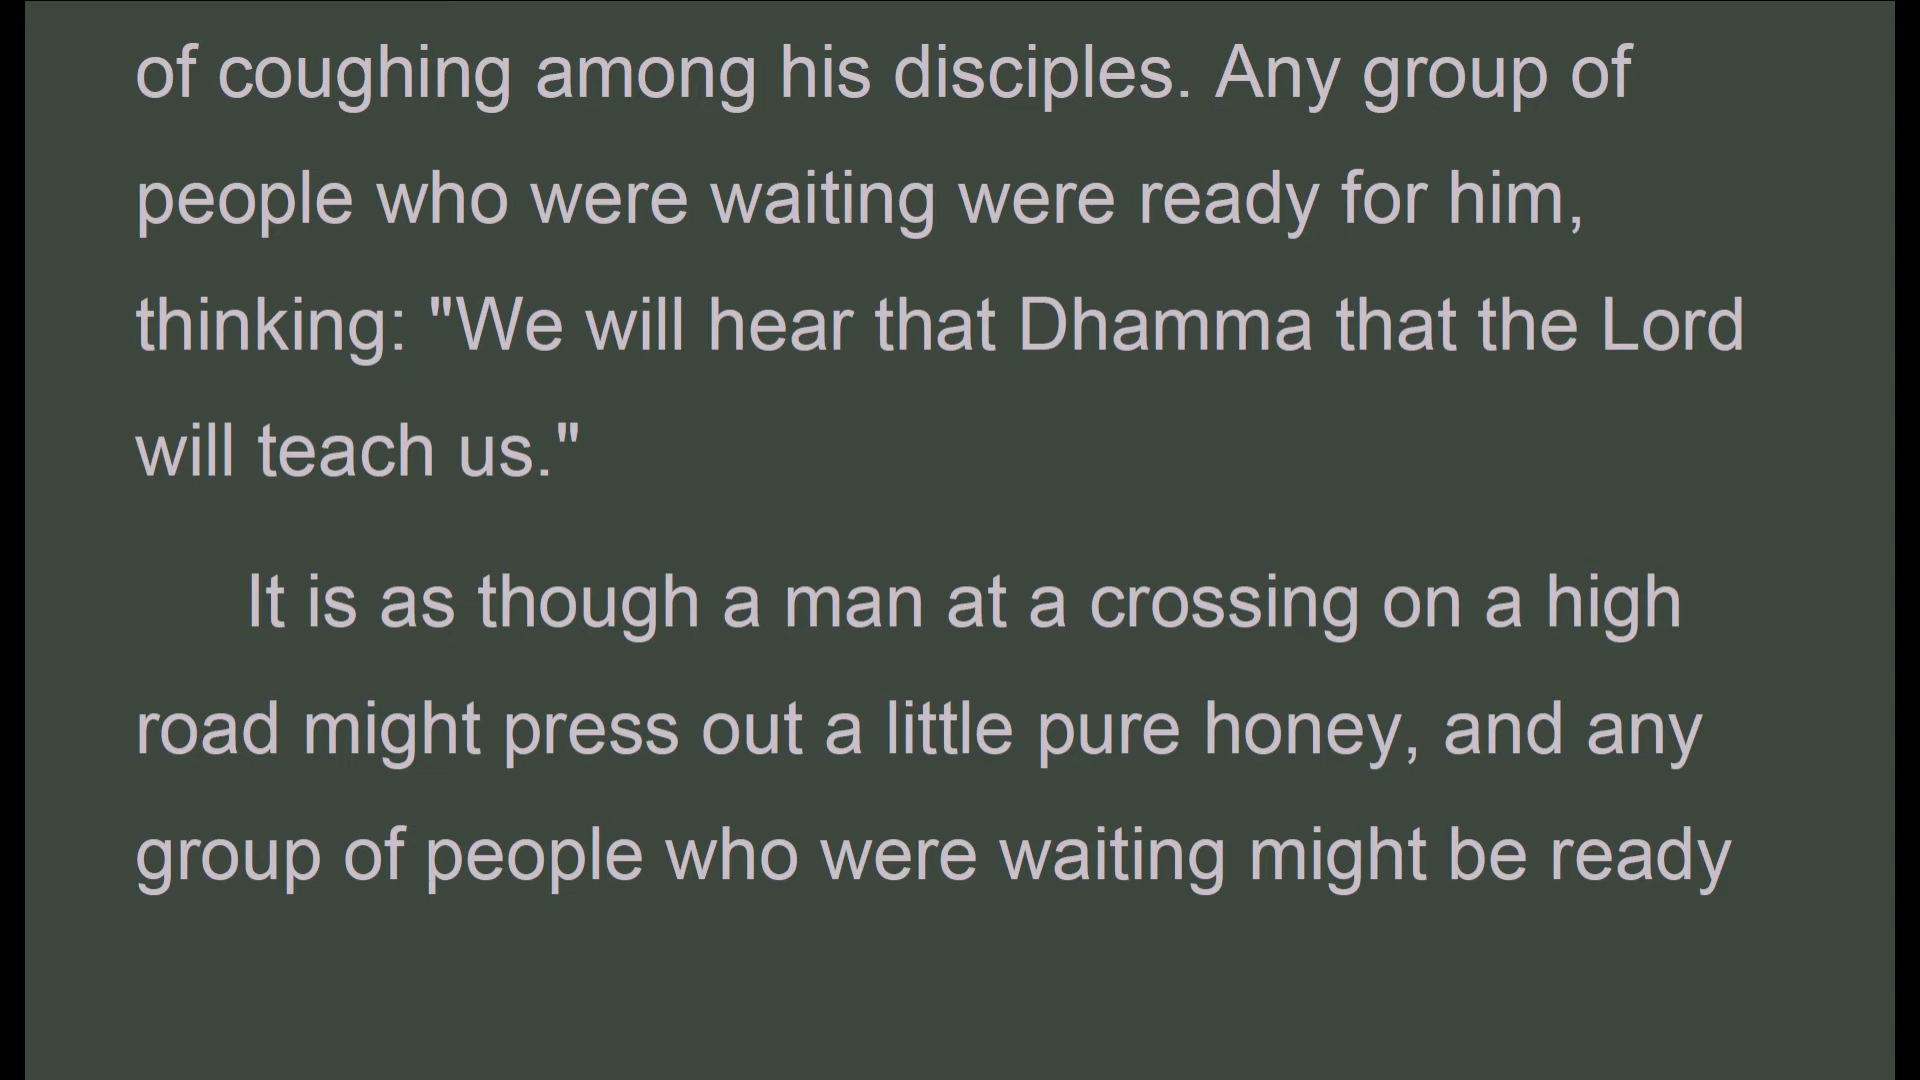 of coughing among his disciples. Any group of
people who were waiting were ready for him,
thinking: "We will hear that Dhamma that the Lord
will teach us."
It is as though a man at a crossing on a high
road might press out a little pure honey, and any
group of people who were waiting might be ready